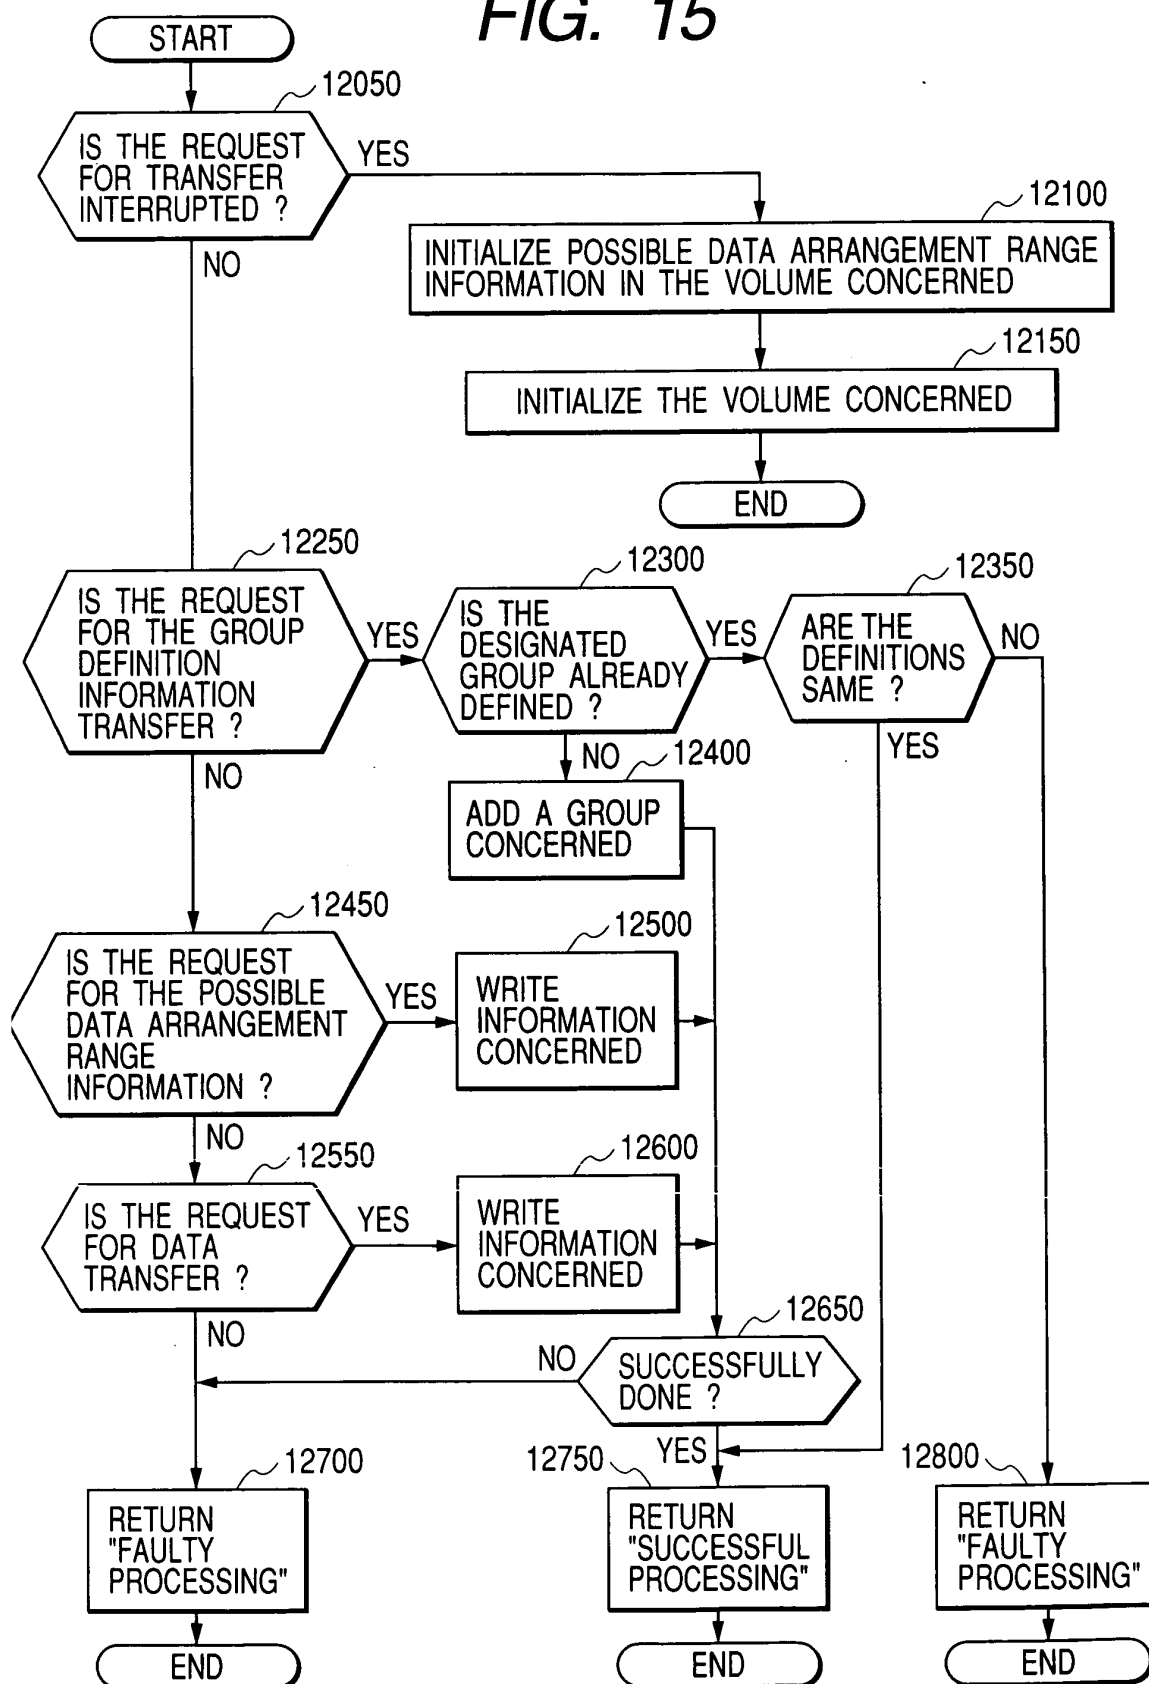 FIG. 15
START
12050
IS THE REQUEST
FOR TRANSFER
INTERRUPTED ?
YES
NO
12100
INITIALIZE POSSIBLE DATA ARRANGEMENT RANGE
INFORMATION IN THE VOLUME CONCERNED
12150
INITIALIZE THE VOLUME CONCERNED
END
12250
IS THE REQUEST
FOR THE GROUP
DEFINITION
INFORMATION
TRANSFER ?
YES
NO
12300
IS THE
DESIGNATED
GROUP ALREADY
DEFINED ?
YES
NO
12350
ARE THE
DEFINITIONS
SAME ?
NO
YES
12400
ADD A GROUP
CONCERNED
12450
IS THE REQUEST
FOR THE POSSIBLE
DATA ARRANGEMENT
RANGE
INFORMATION ?
YES
NO
12500
WRITE
INFORMATION
CONCERNED
12550
IS THE REQUEST
FOR DATA
TRANSFER ?
YES
NO
12600
WRITE
INFORMATION
CONCERNED
12650
SUCCESSFULLY
DONE ?
NO
YES
12700
RETURN
"FAULTY
PROCESSING"
END
12750
RETURN
"SUCCESSFUL
PROCESSING"
END
12800
RETURN
"FAULTY
PROCESSING"
END